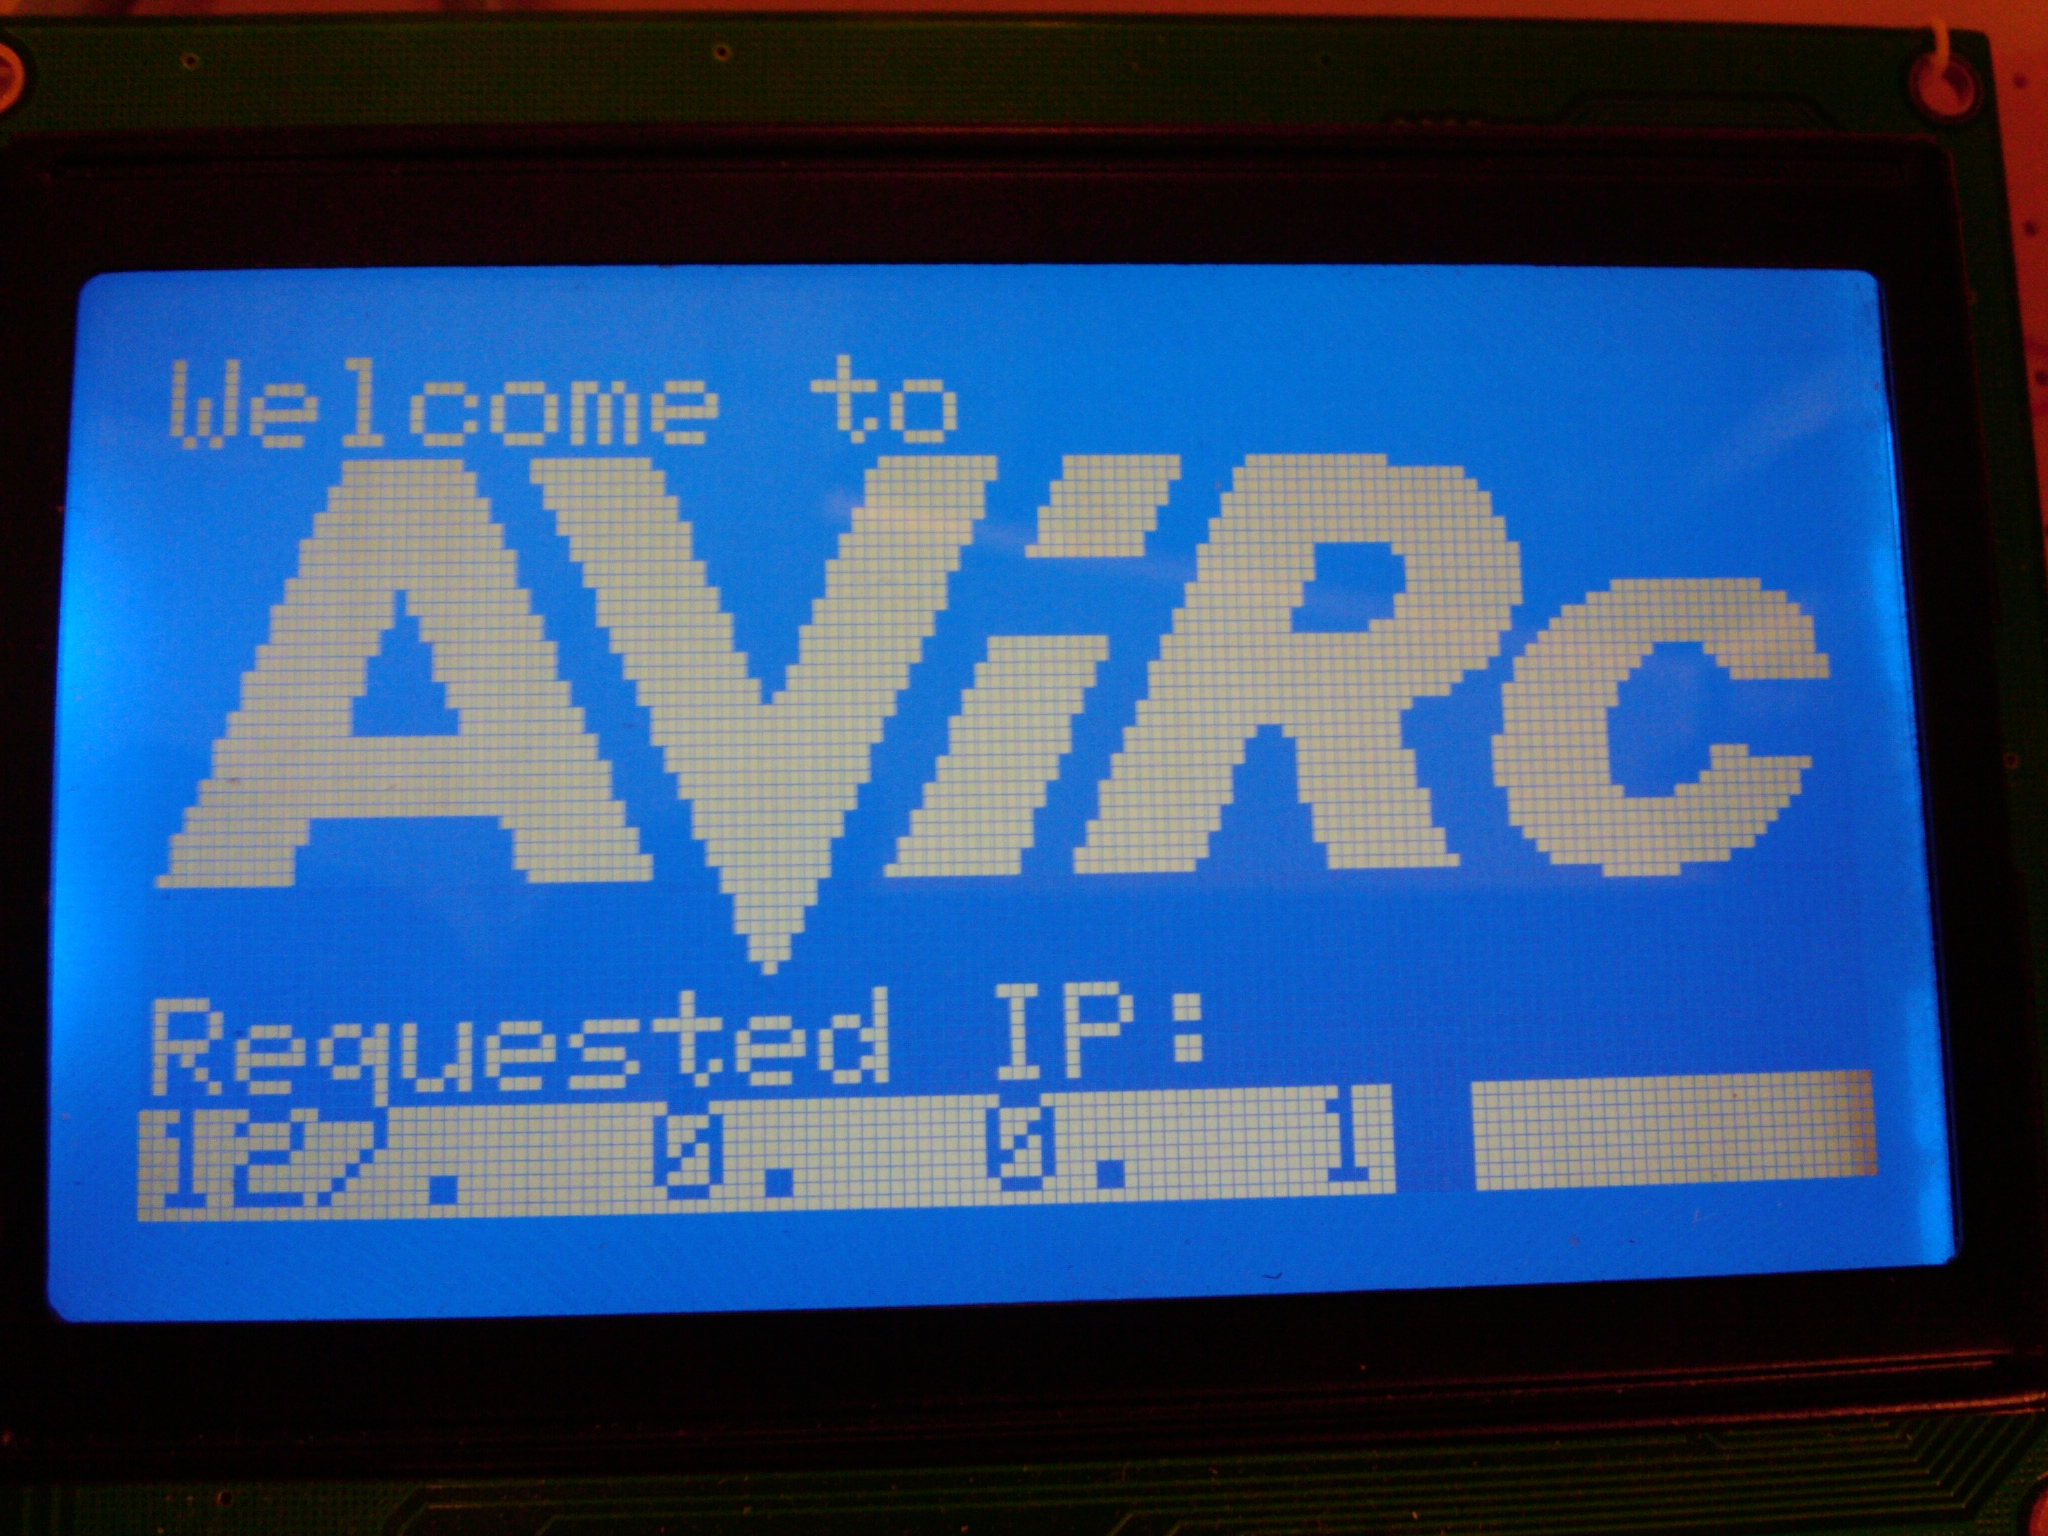 Welcome to
AViRc
Requested IP:
127.  0.  0.  1